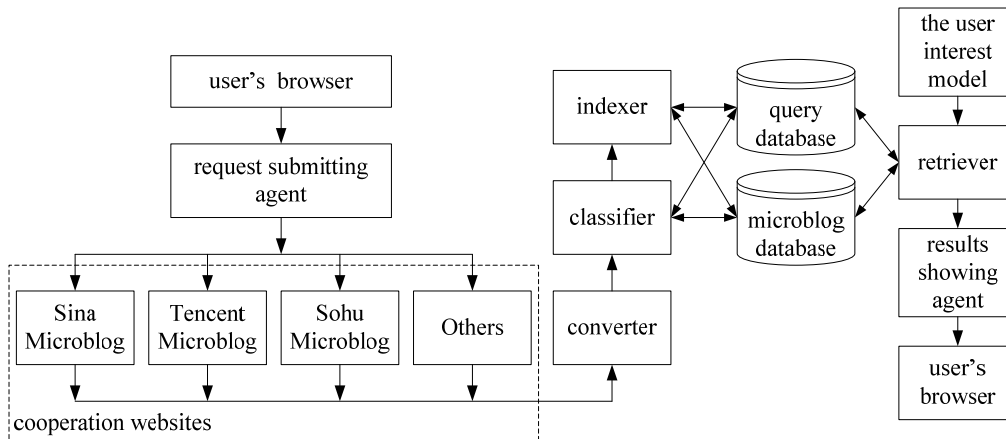 user's browser
request submitting
agent
Sina
Microblog
Tencent
Microblog
Sohu
Microblog
Others
cooperation websites
indexer
classifier
converter
query
database
microblog
database
the user
interest
model
retriever
results
showing
agent
user's
browser